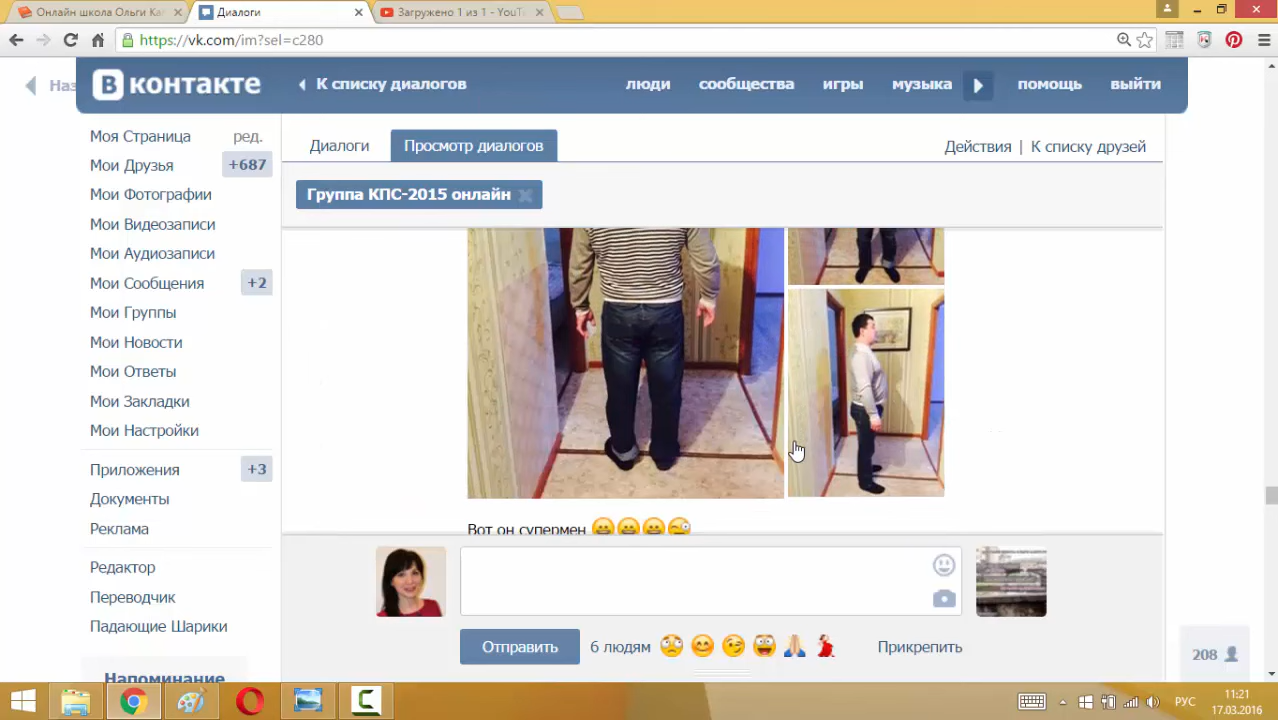 Онлайн школа Ольги Ка
Диалоги
Загружено 1 из 1 - YouTu
https://vk.com/im?sel=c280
Наз
В контакте
К списку диалогов
люди
сообщества
игры
музыка
помощь
выйти
Моя Страница
ред.
Мои Друзья
+687
Мои Фотографии
Мои Видеозаписи
Мои Аудиозаписи
Мои Сообщения
+2
Мои Группы
Мои Новости
Мои Ответы
Мои Закладки
Мои Настройки
Приложения
+3
Документы
Реклама
Редактор
Переводчик
Падающие Шарики
Напоминание
Диалоги
Просмотр диалогов
Действия | К списку друзей
Группа КПС-2015 онлайн
Вот он супермен
Отправить
6 людям
Прикрепить
208
РУС
11:21
17.03.2016